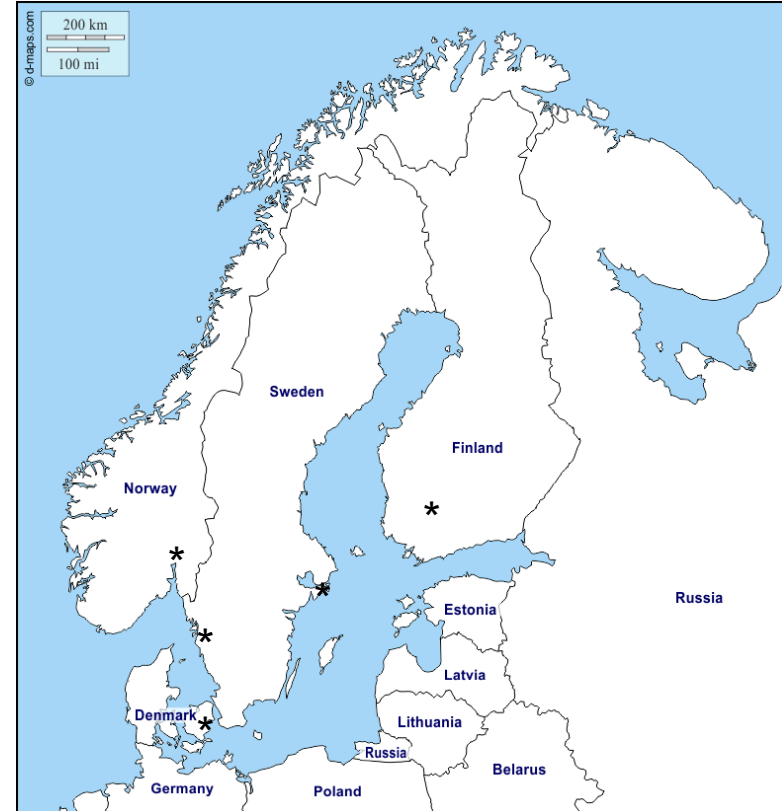 © d-maps.com
200 km
100 mi
Sweden
Finland
Norway
Russia
Estonia
Latvia
Denmark
Lithuania
Russia
Belarus
Germany
Poland